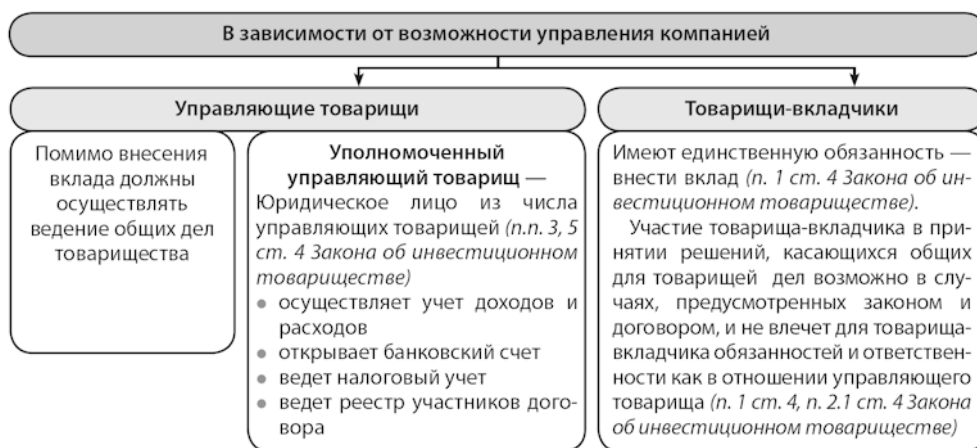 В зависимости от возможности управления компанией
Управляющие товарищи
Помимо внесения
вклада должны
осуществлять
ведение общих дел
товарищества
Уполномоченный
управляющий товарищ —
Юридическое лицо из числа
управляющих товарищей (п.п. 3, 5
ст. 4 Закона об инвестиционном
товариществе)
• осуществляет учет доходов и
расходов
• открывает банковский счет
• ведет налоговый учет
• ведет реестр участников дого-
вора
Товарищи-вкладчики
Имеют единственную обязанность —
внести вклад (п. 1 ст. 4 Закона об ин-
вестиционном товариществе).
Участие товарища-вкладчика в при-
нятии решений, касающихся общих
для товарищей дел возможно в слу-
чаях, предусмотренных законом и
договором, и не влечет для товарища-
вкладчика обязанностей и ответствен-
ности как в отношении управляющего
товарища (п. 1 ст. 4, п. 2.1 ст. 4 Закона
об инвестиционном товариществе)